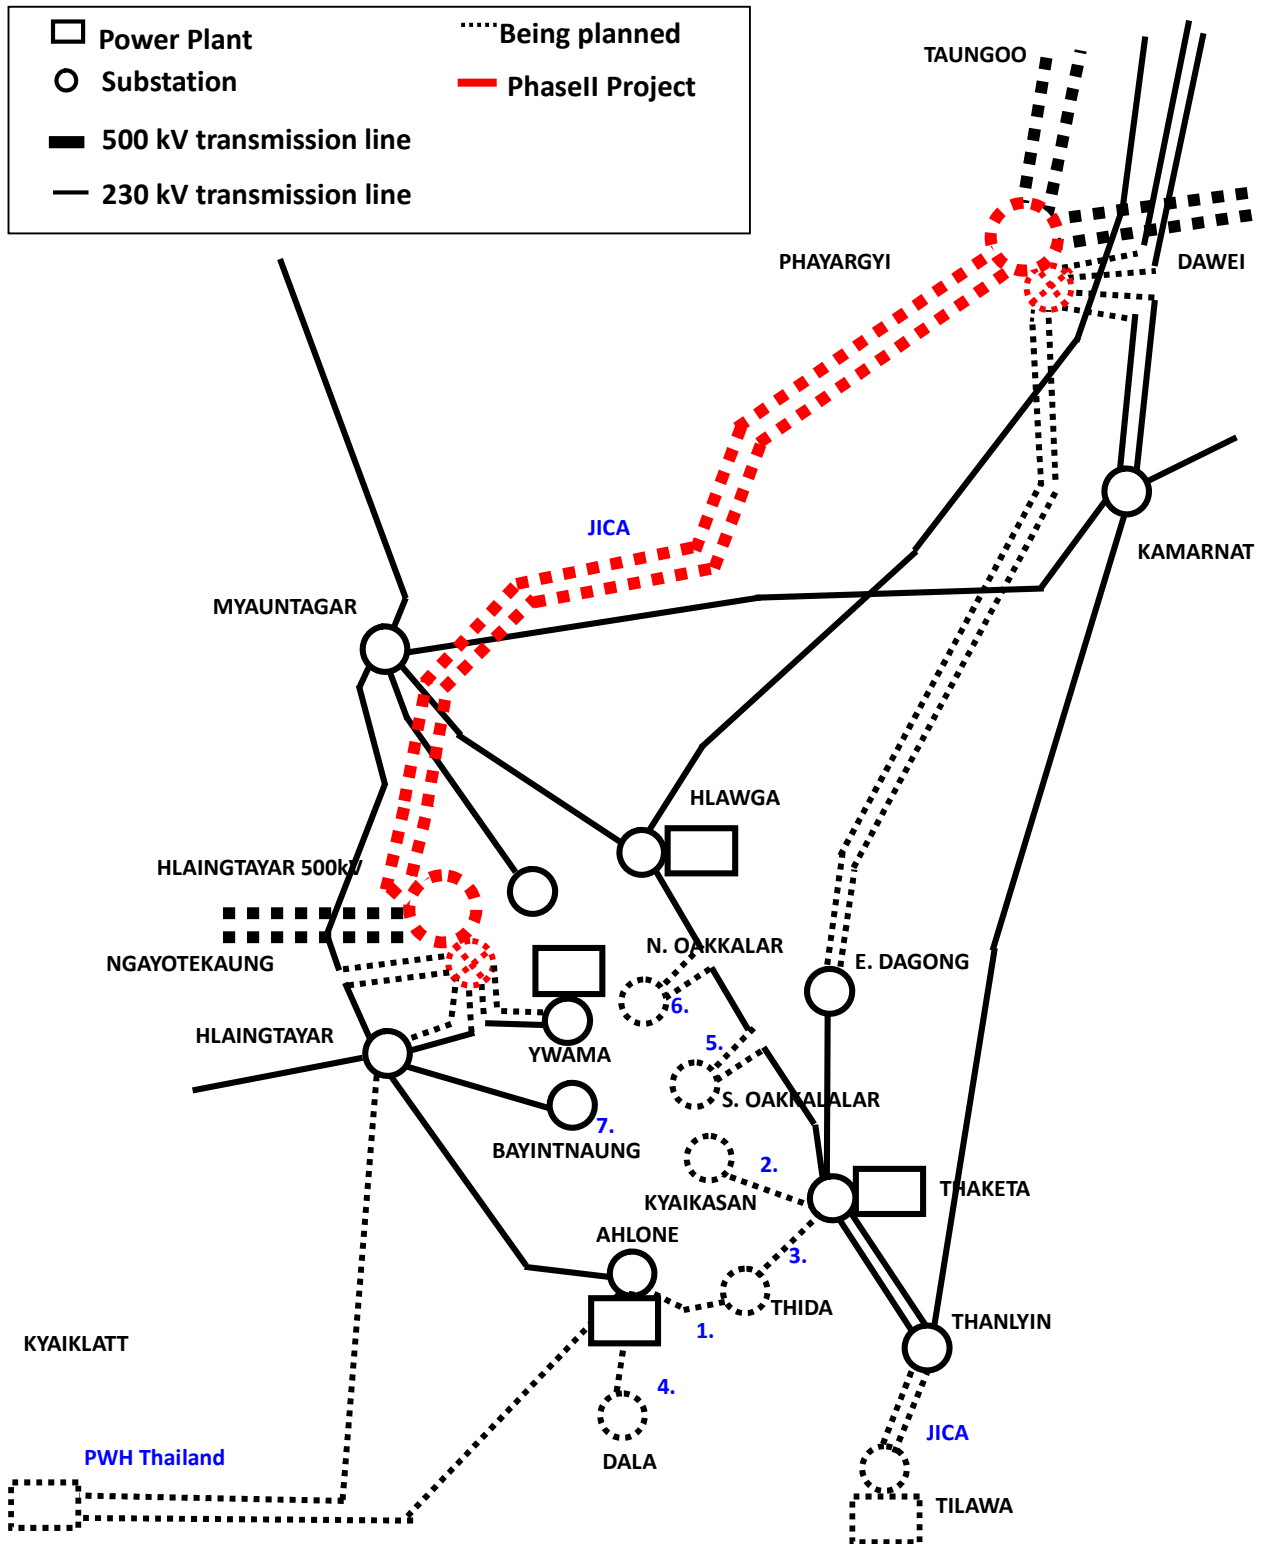 Power Plant
Being planned
Substation
PhaseII Project
500 kV transmission line
230 kV transmission line
TAUNGOO
PHAYARGYI
DAWEI
JICA
KAMARNAT
MYAUNTAGAR
HLAWGA
HLAINGTAYAR 500kV
N. OAKKALAR
E. DAGONG
NGAYOTEKAUNG
6.
HLAINGTAYAR
5.
YWAMA
S. OAKKALALAR
7.
BAYINTNAUNG
2.
THAKETA
KYAIKASAN
AHLONE
3.
THIDA
THANLYIN
1.
KYAIKLATT
4.
JICA
PWH Thailand
DALA
TILAWA